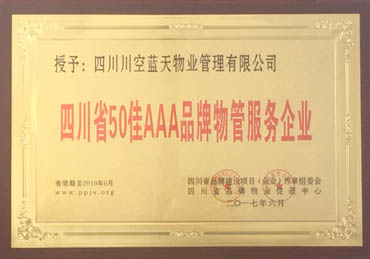 授予：四川川空蓝天物业管理有限公司
四川省50佳AAA品牌物管服务企业
有效期至2019年6月
www.ppjs.org
四川省品牌建设项目（企业）评审组委会
四川省品牌物业促进中心
二〇一七年六月